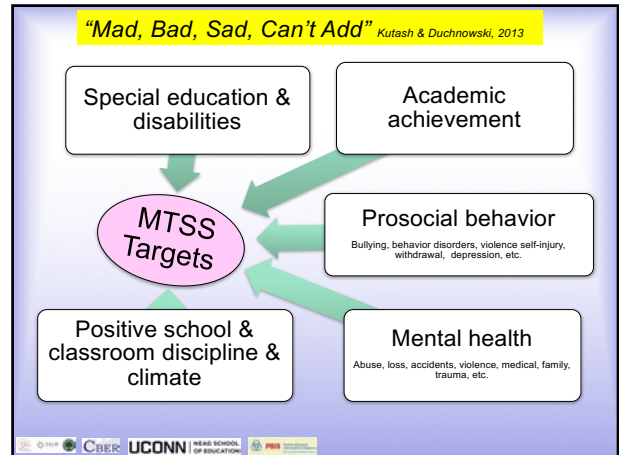 “Mad, Bad, Sad, Can’t Add” Kutash & Duchnowski, 2013
Special education &
disabilities
Academic
achievement
MTSS
Targets
Prosocial behavior
Bullying, behavior disorders, violence self-injury,
withdrawal, depression, etc.
Positive school &
classroom discipline &
climate
Mental health
Abuse, loss, accidents, violence, medical, family,
trauma, etc.
CBER
UCONN
NEAG SCHOOL
OF EDUCATION
PBIS